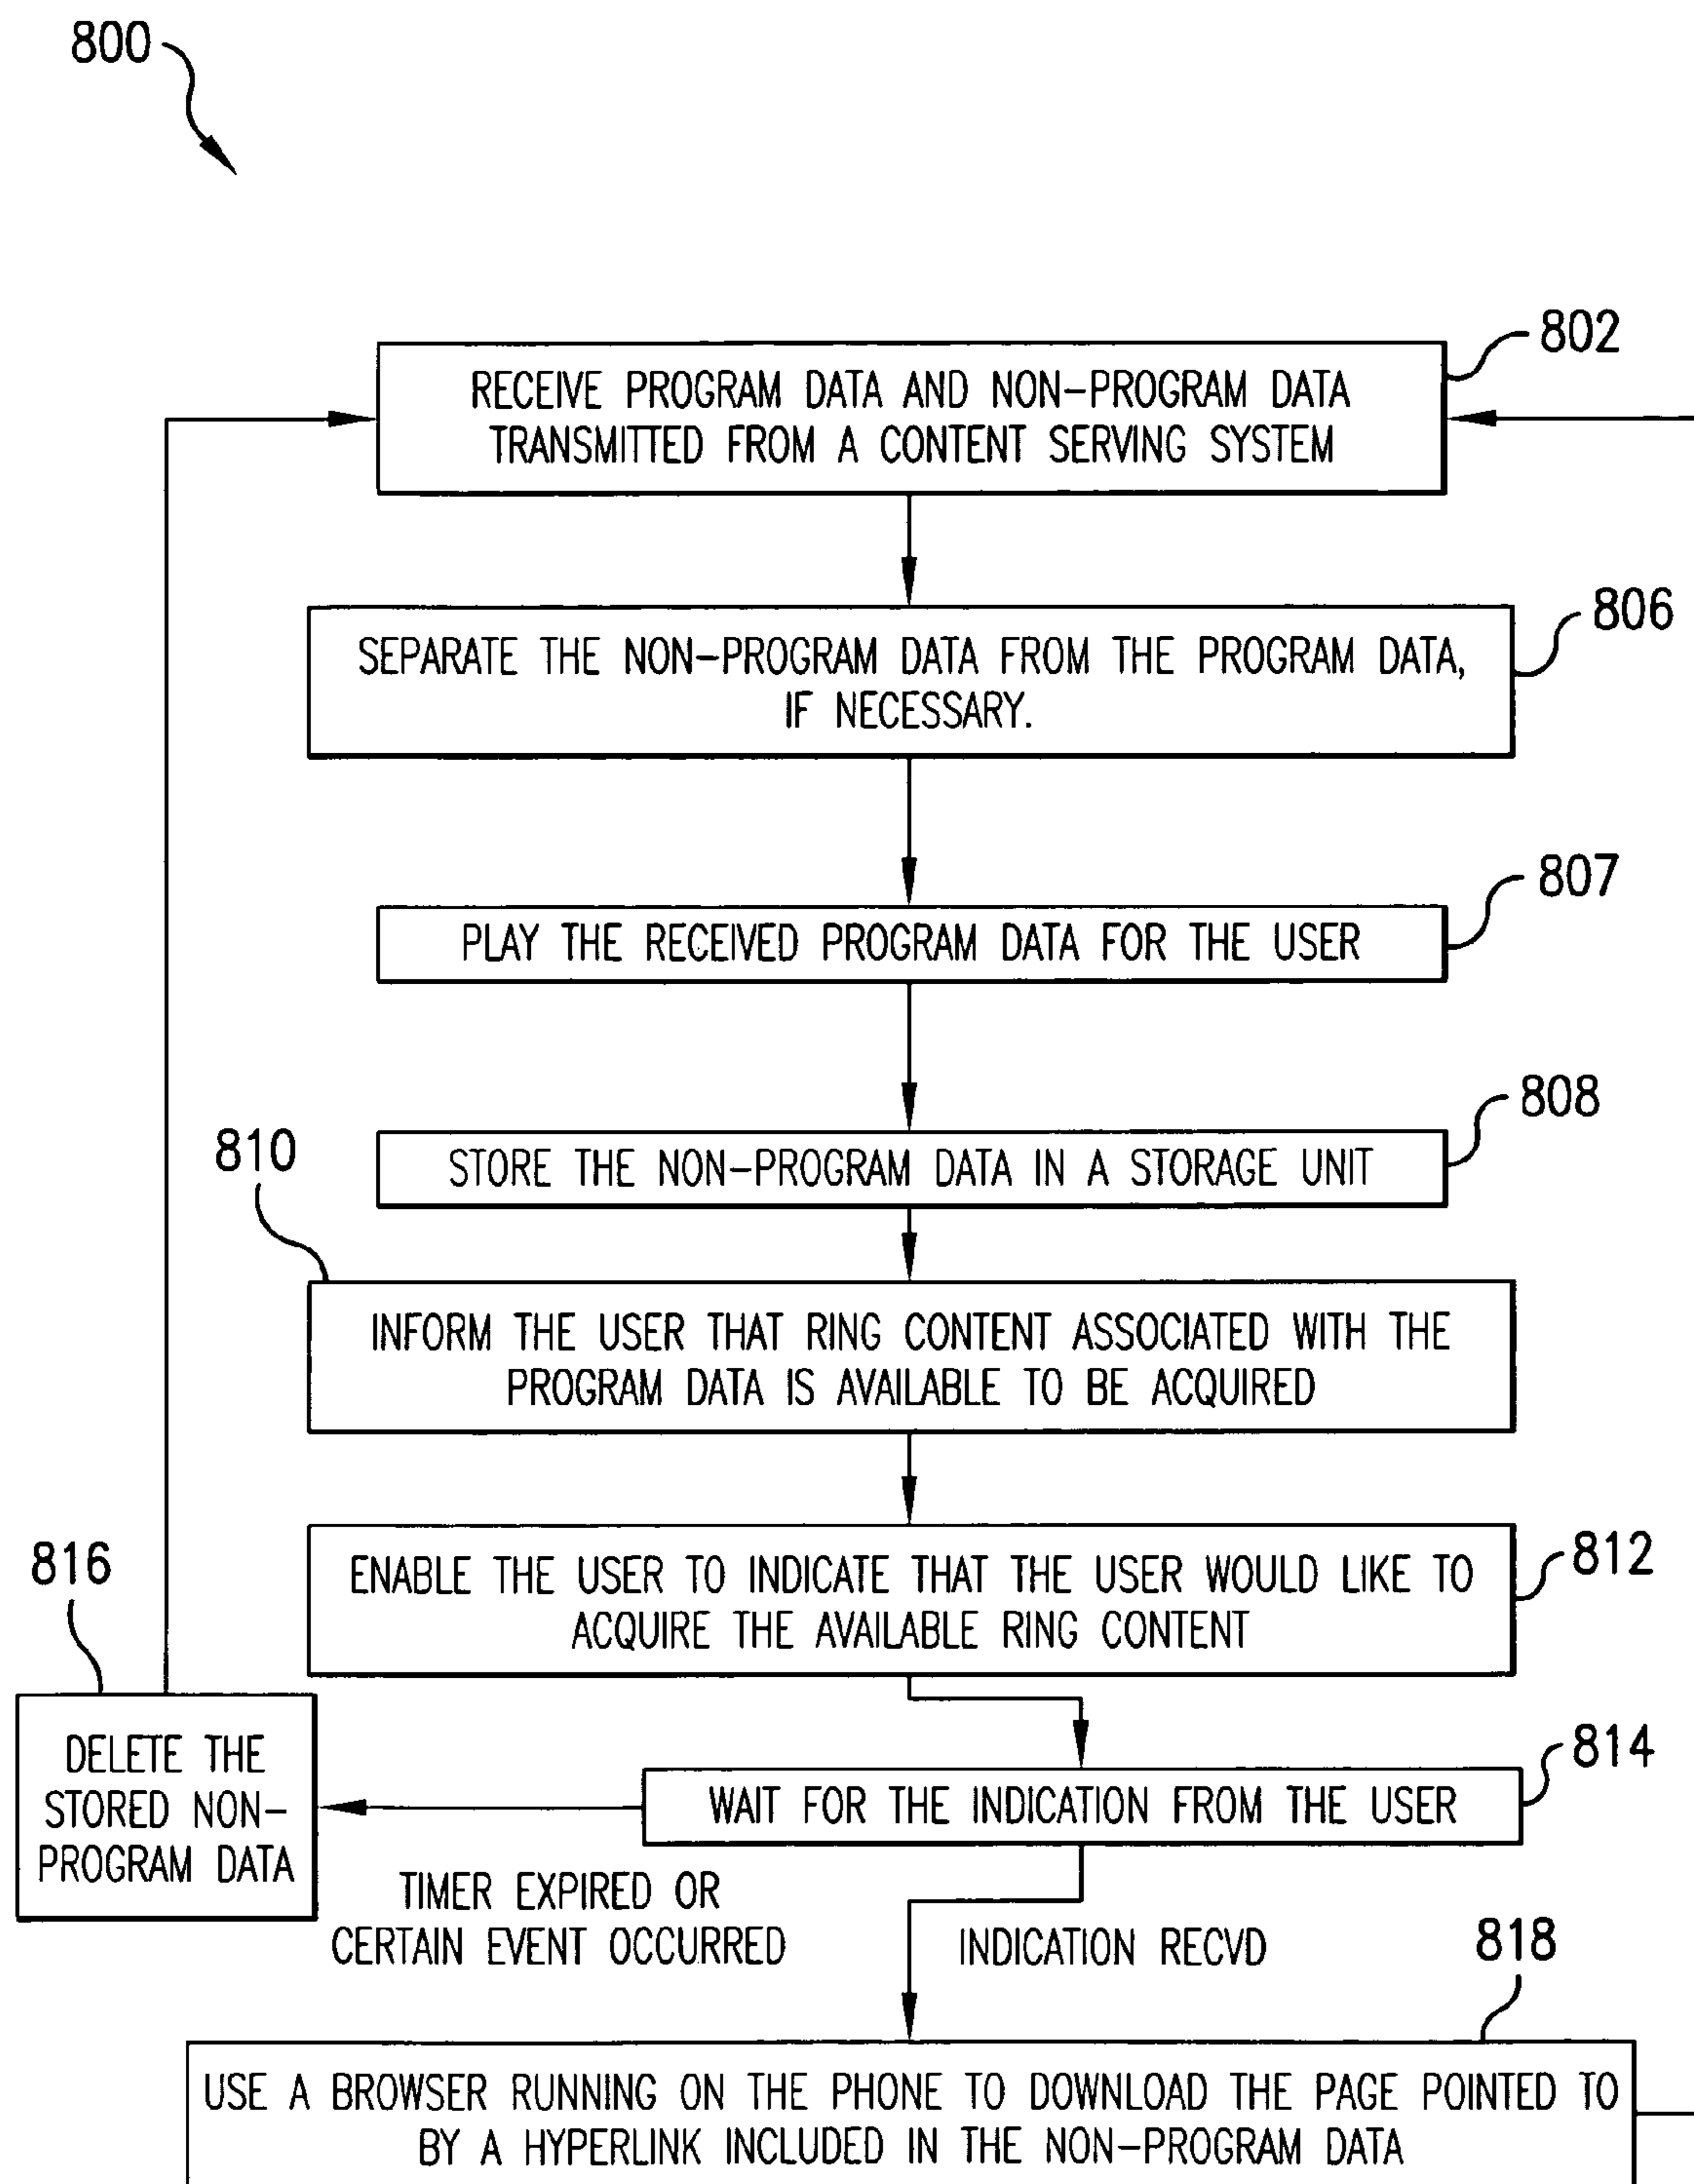 800
802
RECEIVE PROGRAM DATA AND NON-PROGRAM DATA
TRANSMITTED FROM A CONTENT SERVING SYSTEM
806
SEPARATE THE NON-PROGRAM DATA FROM THE PROGRAM DATA,
IF NECESSARY.
807
PLAY THE RECEIVED PROGRAM DATA FOR THE USER
808
STORE THE NON-PROGRAM DATA IN A STORAGE UNIT
810
INFORM THE USER THAT RING CONTENT ASSOCIATED WITH THE
PROGRAM DATA IS AVAILABLE TO BE ACQUIRED
812
ENABLE THE USER TO INDICATE THAT THE USER WOULD LIKE TO
ACQUIRE THE AVAILABLE RING CONTENT
816
DELETE THE
STORED NON-
PROGRAM DATA
814
WAIT FOR THE INDICATION FROM THE USER
TIMER EXPIRED OR
CERTAIN EVENT OCCURRED
INDICATION RECVD
818
USE A BROWSER RUNNING ON THE PHONE TO DOWNLOAD THE PAGE POINTED TO
BY A HYPERLINK INCLUDED IN THE NON-PROGRAM DATA